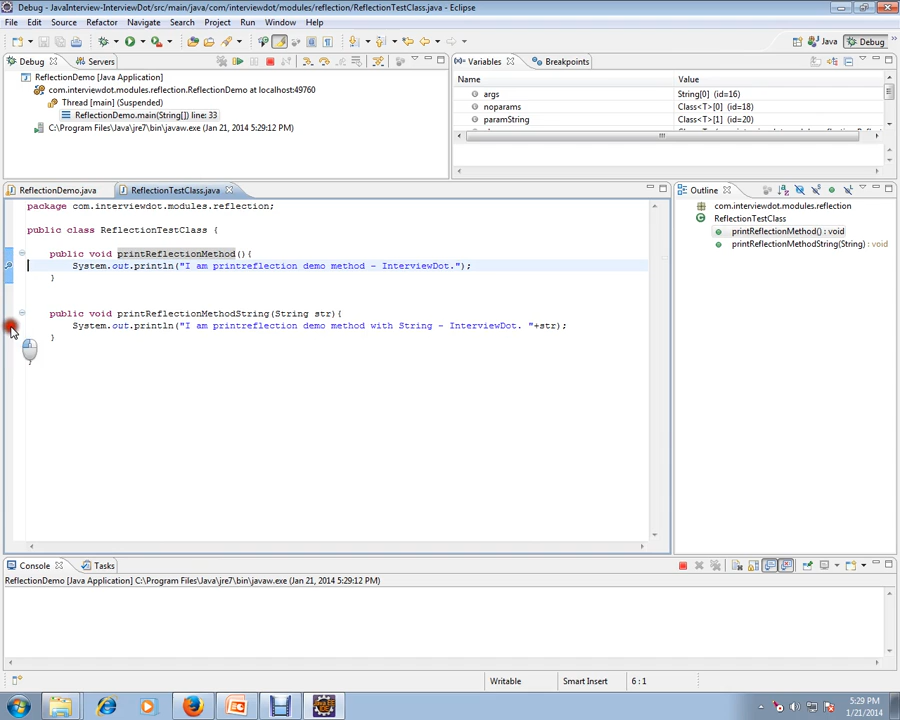 Debug - JavaInterview-InterviewDot/src/main/java/com/interviewdot/modules/reflection/ReflectionTestClass.java - Eclipse
File Edit Source Refactor Navigate Search Project Run Window Help
Java Debug
Debug Servers
ReflectionDemo [Java Application]
com.interviewdot.modules.reflection.ReflectionDemo at localhost:49760
Thread [main] (Suspended)
ReflectionDemo.main(String[]) line: 33
C:\Program Files\Java\jre7\bin\javaw.exe (Jan 21, 2014 5:29:12 PM)
Variables Breakpoints
Name Value
args String[0] (id=16)
noparams Class<T>[0] (id=18)
paramString Class<T>[1] (id=20)
ReflectionDemo.java ReflectionTestClass.java
package com.interviewdot.modules.reflection;
public class ReflectionTestClass {
public void printReflectionMethod(){
System.out.println("I am printreflection demo method - InterviewDot.");
}
public void printReflectionMethodString(String str){
System.out.println("I am printreflection demo method with String - InterviewDot. "+str);
}
}
Outline
com.interviewdot.modules.reflection
ReflectionTestClass
printReflectionMethod() : void
printReflectionMethodString(String) : void
Console Tasks
ReflectionDemo [Java Application] C:\Program Files\Java\jre7\bin\javaw.exe (Jan 21, 2014 5:29:12 PM)
Writable Smart Insert 6 : 1
5:29 PM
1/21/2014